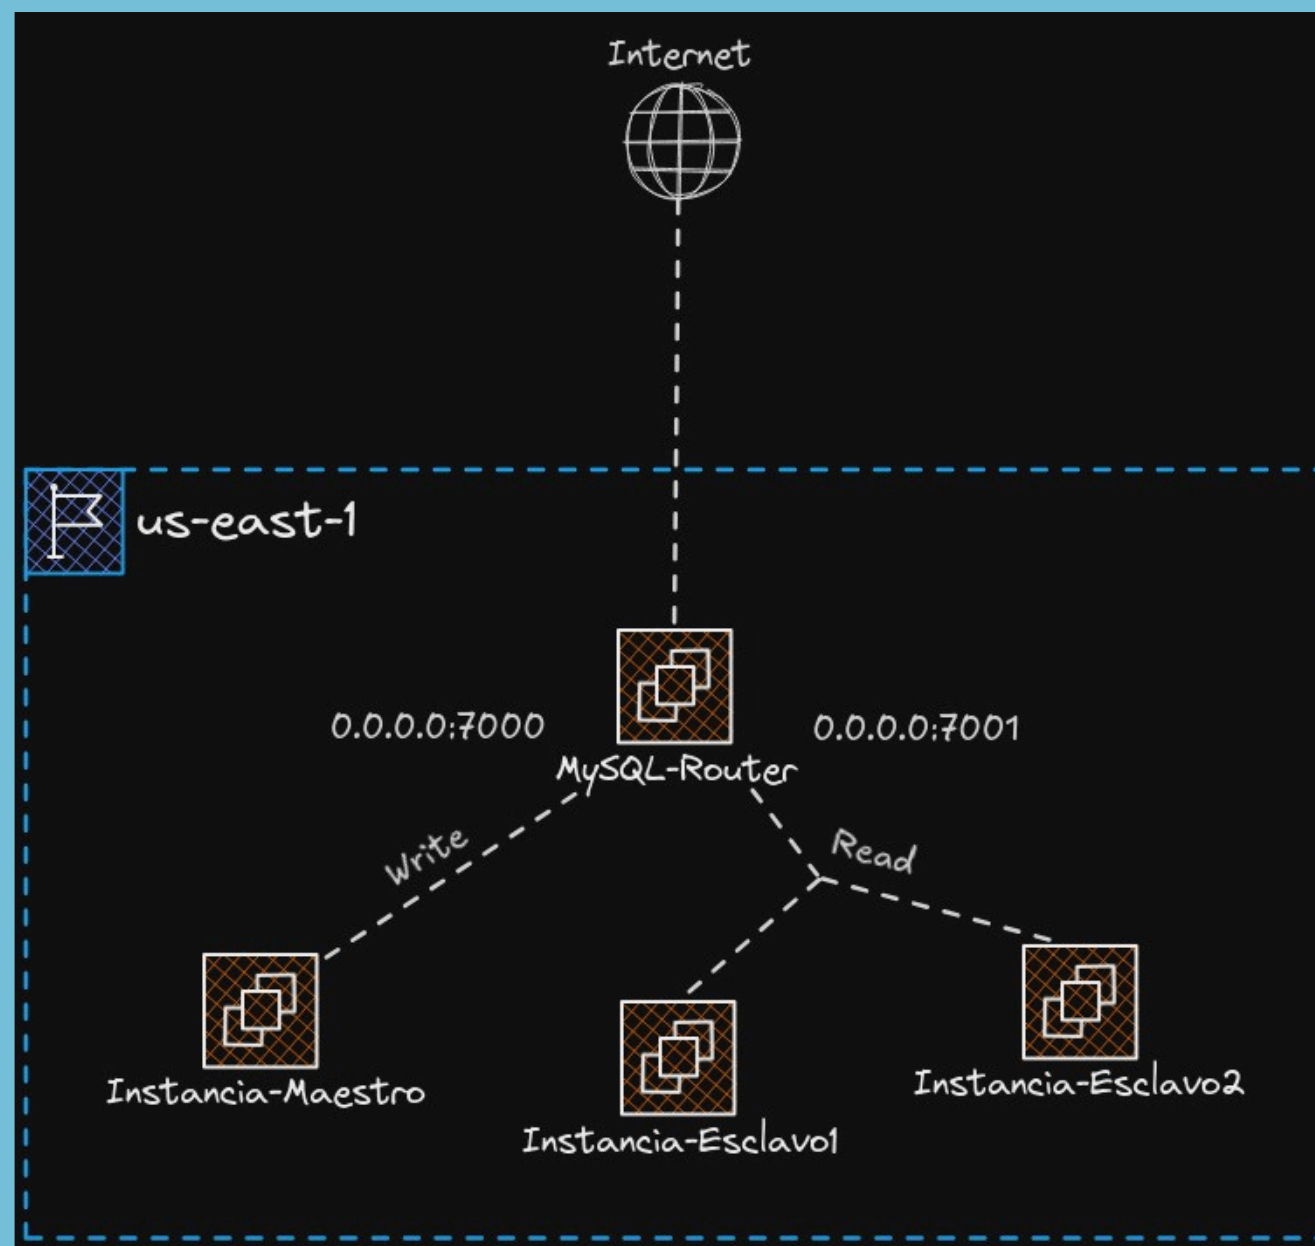 Internet
us-east-1
0.0.0.0:7000
0.0.0.0:7001
MySQL-Router
Write
Read
Instancia-Maestro
Instancia-Esclavo2
Instancia-Esclavo1